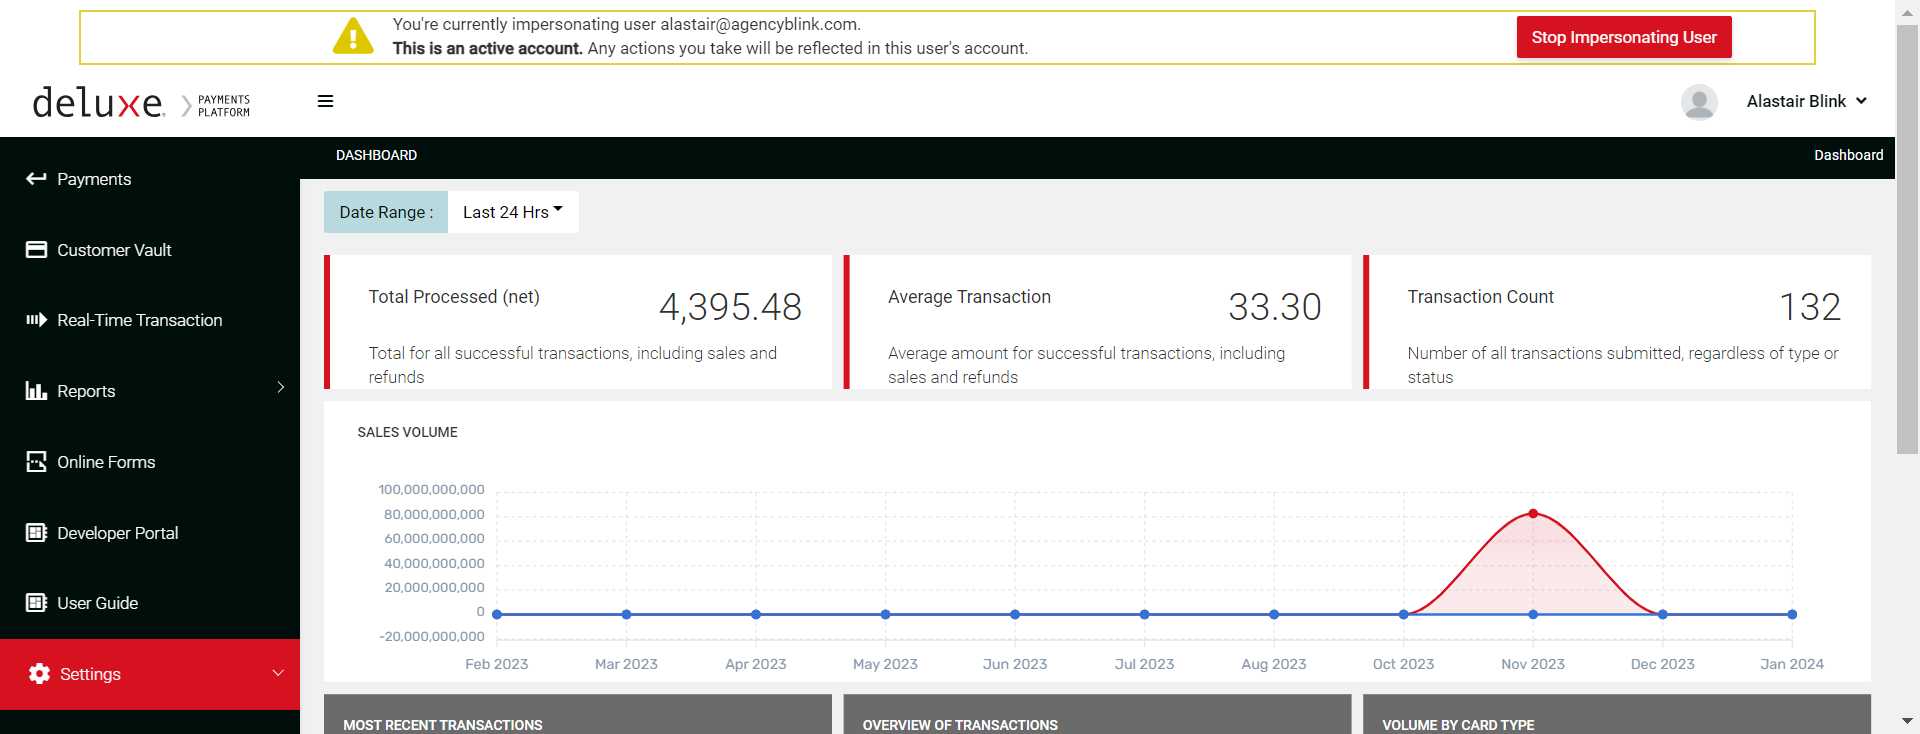 You're currently impersonating user alastair@agencyblink.com.
This is an active account. Any actions you take will be reflected in this user's account.
Stop Impersonating User
deluxe. PAYMENTS PLATFORM
Alastair Blink
DASHBOARD
Dashboard
Payments
Customer Vault
Real-Time Transaction
Reports
Online Forms
Developer Portal
User Guide
Settings
Date Range :
Last 24 Hrs
Total Processed (net)
4,395.48
Total for all successful transactions, including sales and
refunds
Average Transaction
33.30
Average amount for successful transactions, including
sales and refunds
Transaction Count
132
Number of all transactions submitted, regardless of type or
status
SALES VOLUME
100,000,000,000
80,000,000,000
60,000,000,000
40,000,000,000
20,000,000,000
0
-20,000,000,000
Feb 2023 Mar 2023 Apr 2023 May 2023 Jun 2023 Jul 2023 Aug 2023 Oct 2023 Nov 2023 Dec 2023 Jan 2024
MOST RECENT TRANSACTIONS
OVERVIEW OF TRANSACTIONS
VOLUME BY CARD TYPE